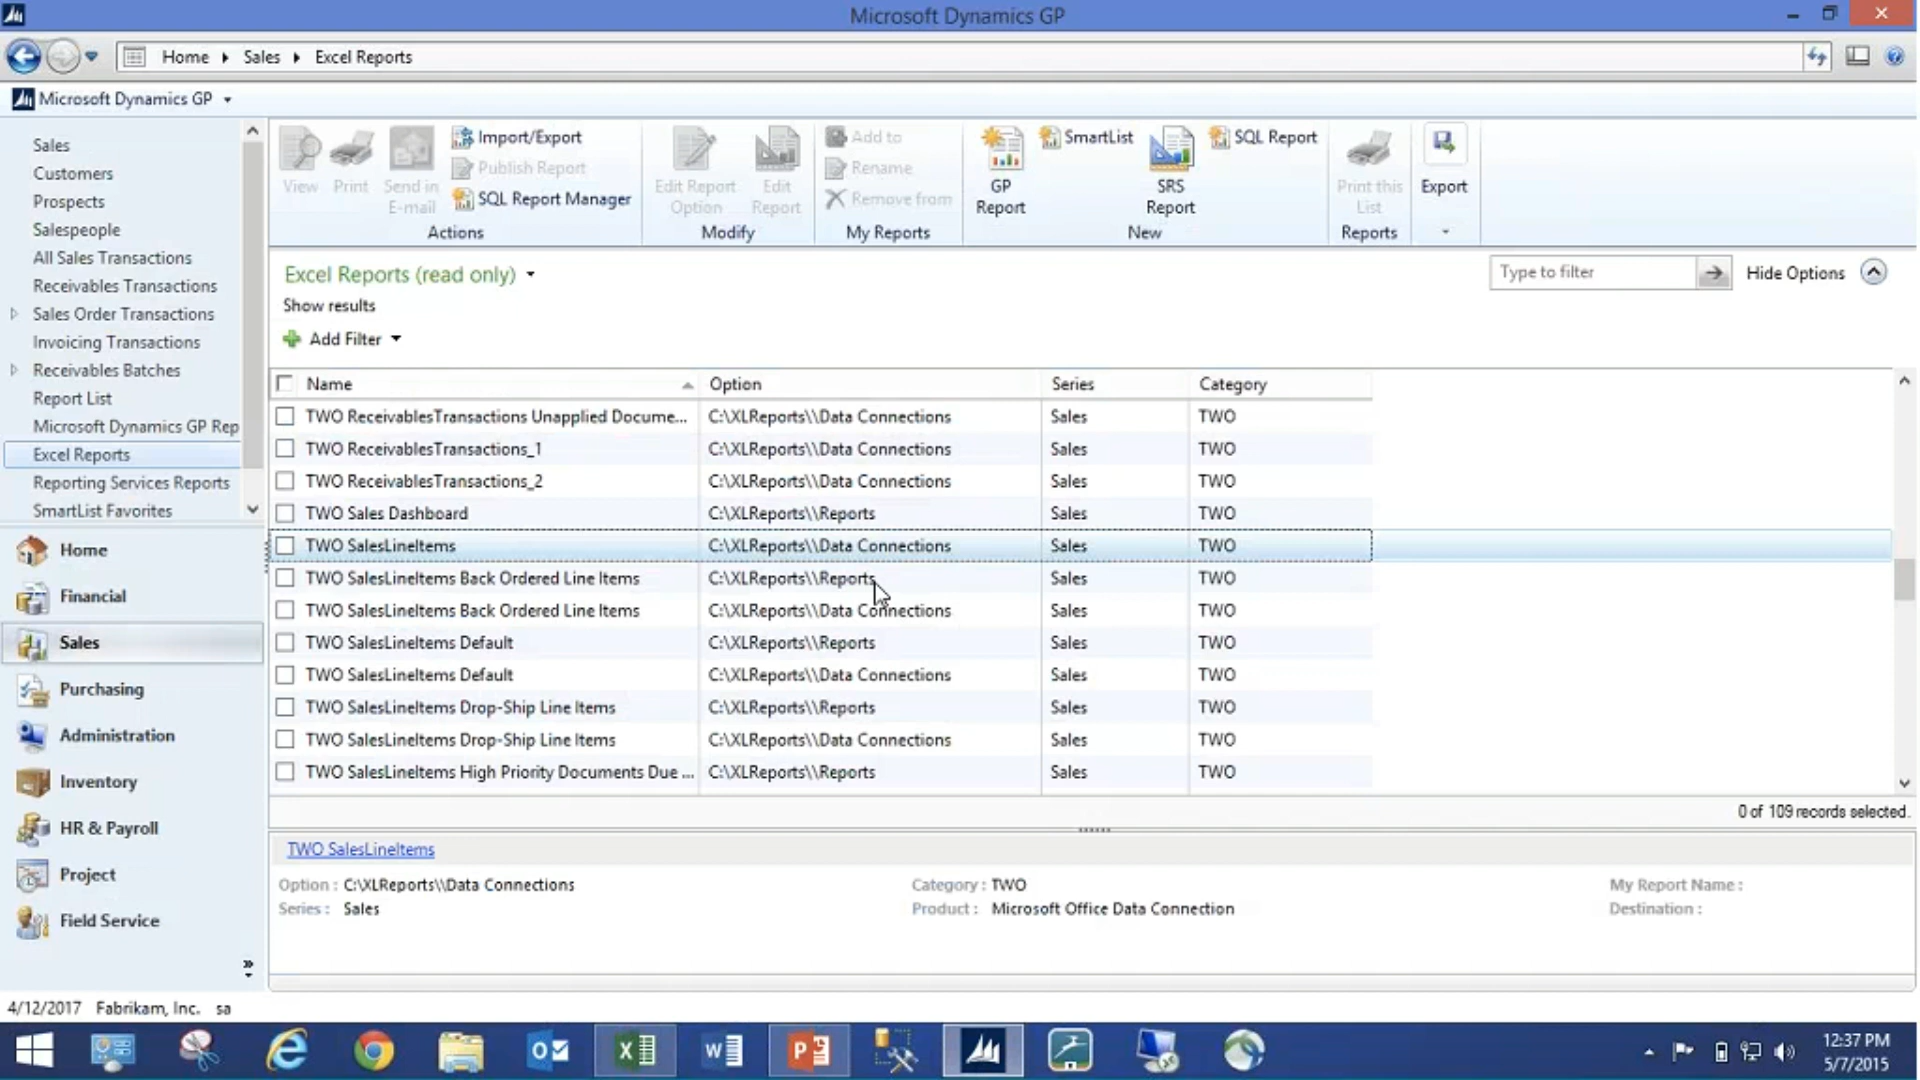 Microsoft Dynamics GP
Home Sales Excel Reports
Microsoft Dynamics GP
Sales
Customers
Prospects
Salespeople
All Sales Transactions
Receivables Transactions
Sales Order Transactions
Invoicing Transactions
Receivables Batches
Report List
Microsoft Dynamics GP Rep
Excel Reports
Reporting Services Reports
SmartList Favorites
Home
Financial
Sales
Purchasing
Administration
Inventory
HR & Payroll
Project
Field Service
View
Print
Send in
E-mail
Import/Export
Publish Report
SQL Report Manager
Actions
Edit Report
Option
Edit
Report
Modify
Add to
Rename
Remove from
My Reports
GP
Report
SmartList
SRS
Report
SQL Report
New
Print this
List
Reports
Export
Excel Reports (read only)
Show results
Add Filter
Type to filter
Hide Options
Name Option Series Category
TWO ReceivablesTransactions Unapplied Docume... C:\XLReports\\Data Connections Sales TWO
TWO ReceivablesTransactions_1 C:\XLReports\\Data Connections Sales TWO
TWO ReceivablesTransactions_2 C:\XLReports\\Data Connections Sales TWO
TWO Sales Dashboard C:\XLReports\\Reports Sales TWO
TWO SalesLineItems C:\XLReports\\Data Connections Sales TWO
TWO SalesLineItems Back Ordered Line Items C:\XLReports\\Reports Sales TWO
TWO SalesLineItems Back Ordered Line Items C:\XLReports\\Data Connections Sales TWO
TWO SalesLineItems Default C:\XLReports\\Reports Sales TWO
TWO SalesLineItems Default C:\XLReports\\Data Connections Sales TWO
TWO SalesLineItems Drop-Ship Line Items C:\XLReports\\Reports Sales TWO
TWO SalesLineItems Drop-Ship Line Items C:\XLReports\\Data Connections Sales TWO
TWO SalesLineItems High Priority Documents Due ... C:\XLReports\\Reports Sales TWO
0 of 109 records selected.
TWO SalesLineItems
Option : C:\XLReports\\Data Connections Category : TWO My Report Name :
Series : Sales Product : Microsoft Office Data Connection Destination :
4/12/2017 Fabrikam, Inc. sa
12:37 PM
5/7/2015